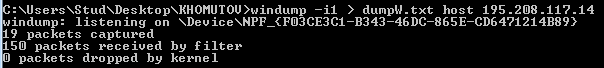 C:\Users\Stud\Desktop\KHOMUTOV>windump -i1 > dumpW.txt host 195.208.117.14
windump: listening on \Device\NPF_{F03CE3C1-B343-46DC-865E-CD6471214B89}
19 packets captured
150 packets received by filter
0 packets dropped by kernel